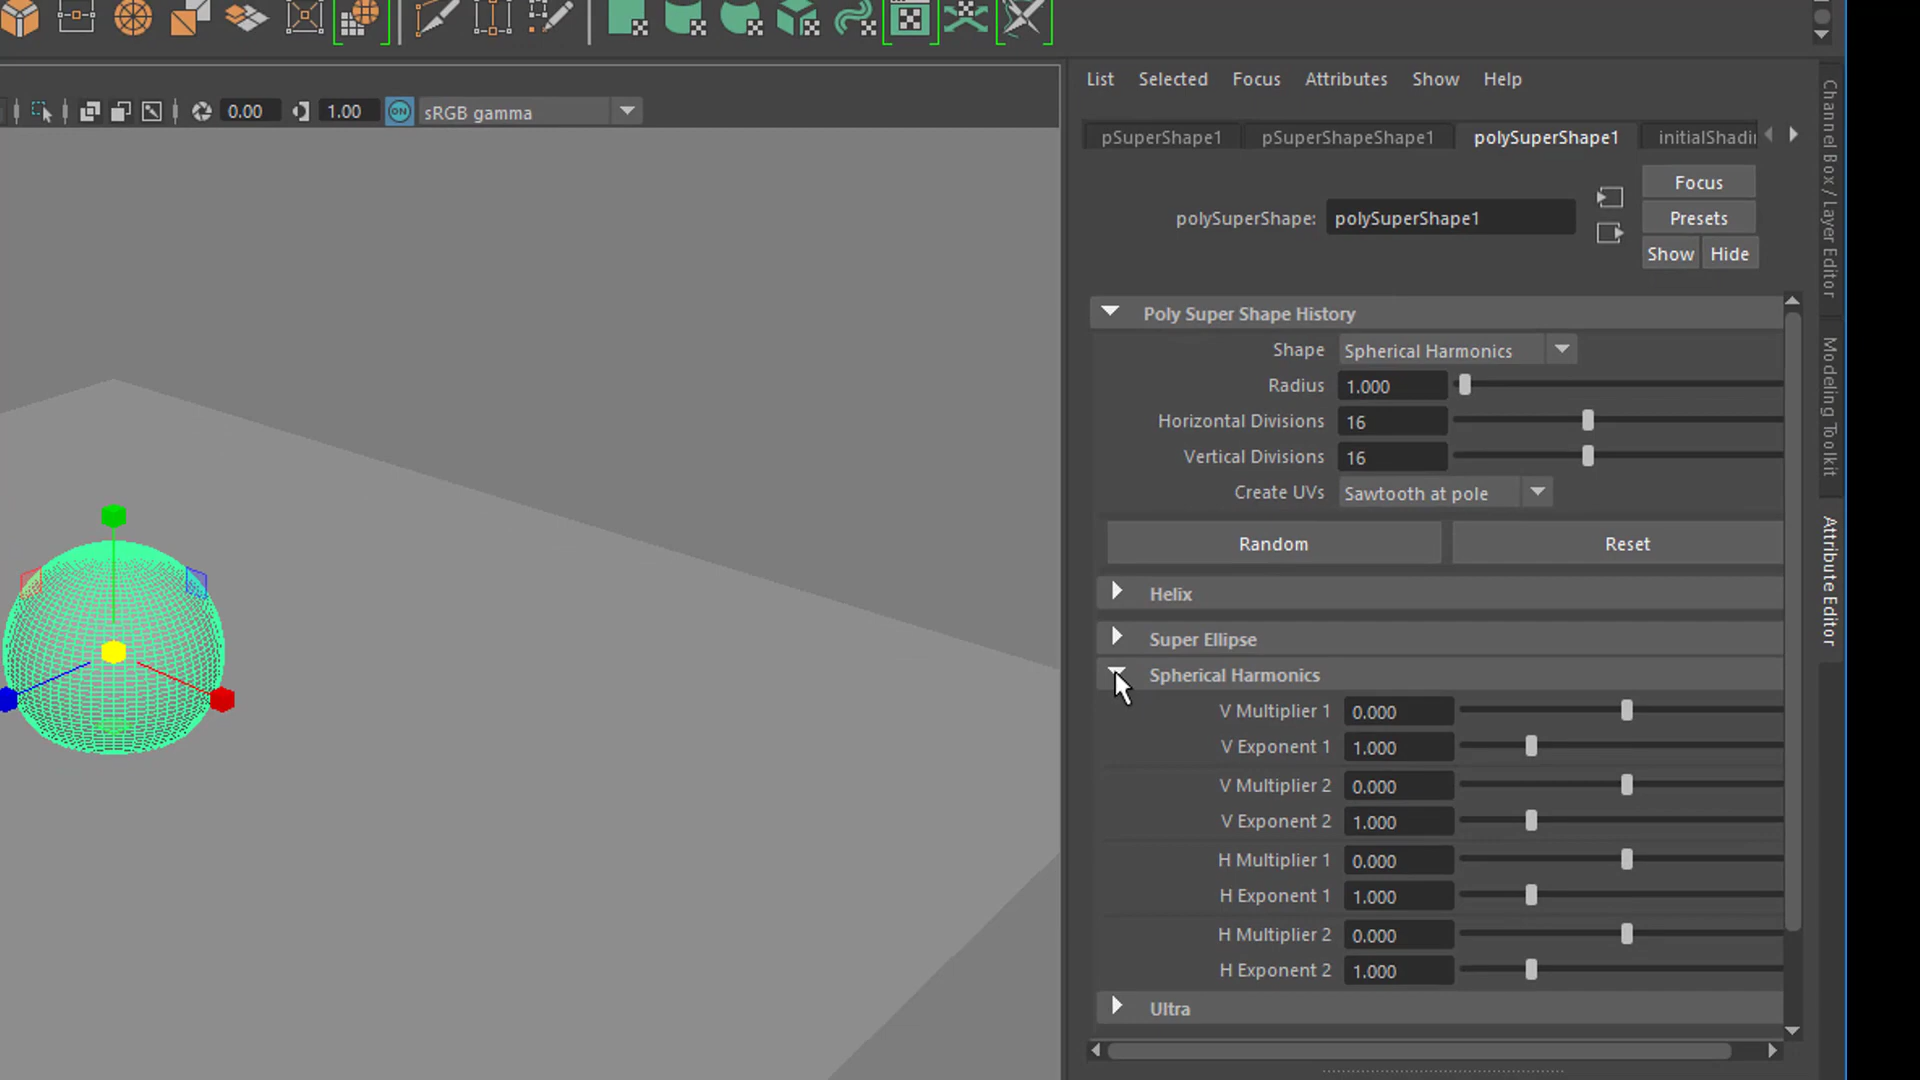 List Selected Focus Attributes Show Help
0.00 1.00 ON sRGB gamma
pSuperShape1 pSuperShapeShape1 polySuperShape1 initialShadi
Focus
polySuperShape: polySuperShape1 Presets
Show Hide
Poly Super Shape History
Shape Spherical Harmonics
Radius 1.000
Horizontal Divisions 16
Vertical Divisions 16
Create UVs Sawtooth at pole
Random Reset
Helix
Super Ellipse
Spherical Harmonics
V Multiplier 1 0.000
V Exponent 1 1.000
V Multiplier 2 0.000
V Exponent 2 1.000
H Multiplier 1 0.000
H Exponent 1 1.000
H Multiplier 2 0.000
H Exponent 2 1.000
Ultra
Channel Box / Layer Editor
Modeling Toolkit
Attribute Editor